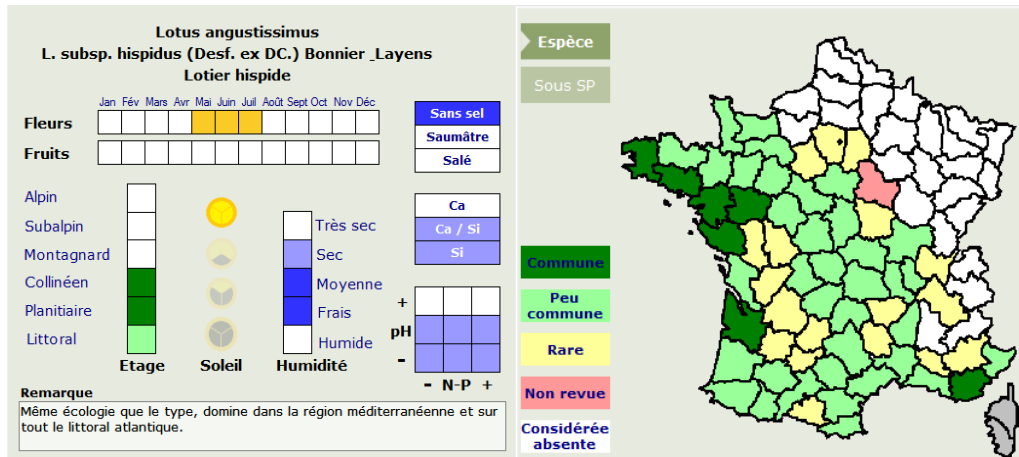 Lotus angustissimus
L. subsp. hispidus (Desf. ex DC.) Bonnier _Layens
Lotier hispide
Jan Fév Mars Avr Mai Juin Juil Août Sept Oct Nov Déc
Fleurs
Fruits
Sans sel
Saumâtre
Salé
Ca
Ca / Si
Si
Alpin
Subalpin
Montagnard
Collinéen
Planitiaire
Littoral
Etage
Soleil
Très sec
Sec
Moyenne
Frais
Humide
Humidité
+
pH
-
- N-P +
Remarque
Même écologie que le type, domine dans la région méditerranéenne et sur
tout le littoral atlantique.
Espèce
Sous SP
Commune
Peu
commune
Rare
Non revue
Considérée
absente